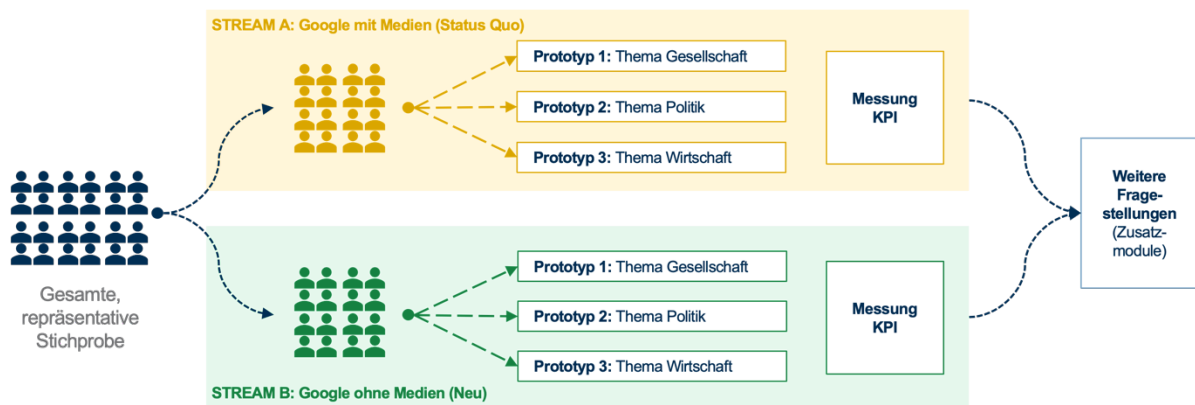 STREAM A: Google mit Medien (Status Quo)
Prototyp 1: Thema Gesellschaft
Prototyp 2: Thema Politik
Prototyp 3: Thema Wirtschaft
Messung
KPI
Gesamte,
repräsentative
Stichprobe
Prototyp 1: Thema Gesellschaft
Prototyp 2: Thema Politik
Prototyp 3: Thema Wirtschaft
Messung
KPI
STREAM B: Google ohne Medien (Neu)
Weitere
Frage-
stellungen
(Zusatz-
module)